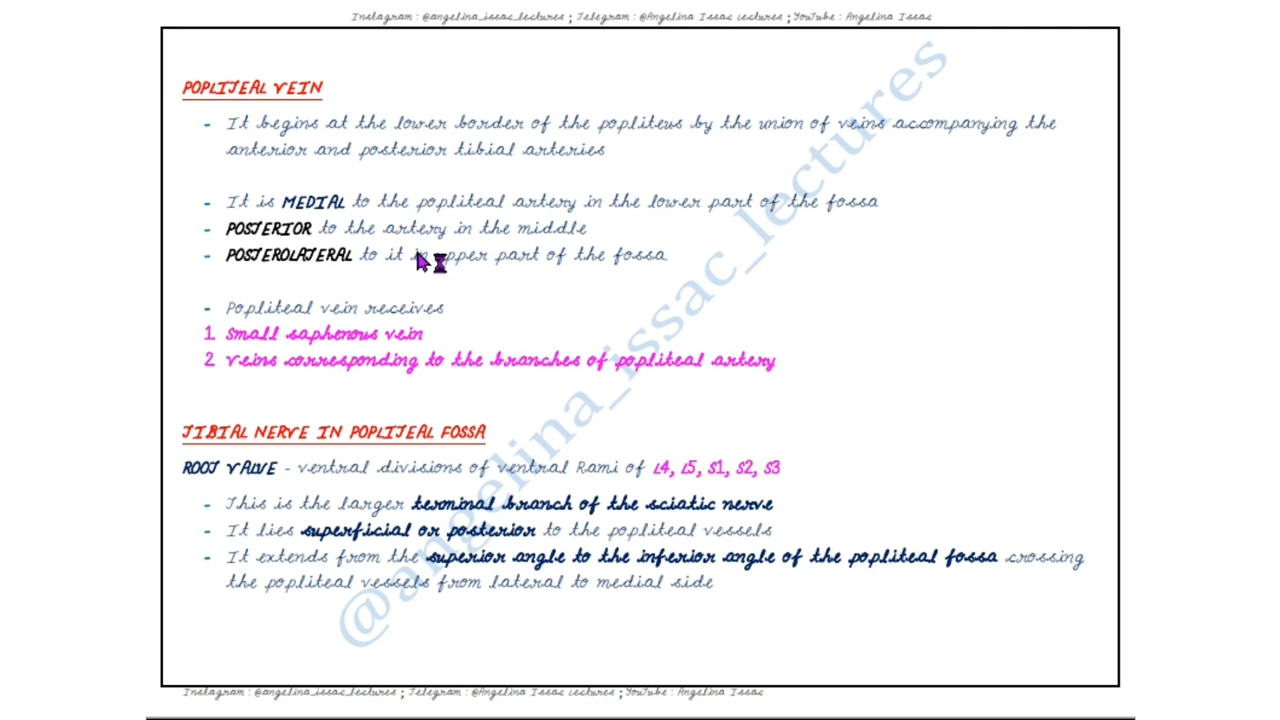 Instagram : @angelina_issac_lectures ; Telegram : @Angelina Issac Lectures ; YouTube : Angelina Issac
POPLITEAL VEIN
- It begins at the lower border of the popliteus by the union of veins accompanying the
anterior and posterior tibial arteries
- It is MEDIAL to the popliteal artery in the lower part of the fossa
- POSTERIOR to the artery in the middle
- POSTEROLATERAL to it in upper part of the fossa
- Popliteal vein receives
1 Small saphenous vein
2 Veins corresponding to the branches of popliteal artery
TIBIAL NERVE IN POPLITEAL FOSSA
ROOT VALVE - ventral divisions of ventral Rami of L4, L5, S1, S2, S3
- This is the larger terminal branch of the sciatic nerve
- It lies superficial or posterior to the popliteal vessels
- It extends from the superior angle to the inferior angle of the popliteal fossa crossing
the popliteal vessels from lateral to medial side
@angelina_issac_lectures
Instagram : @angelina_issac_lectures ; Telegram : @Angelina Issac Lectures ; YouTube : Angelina Issac